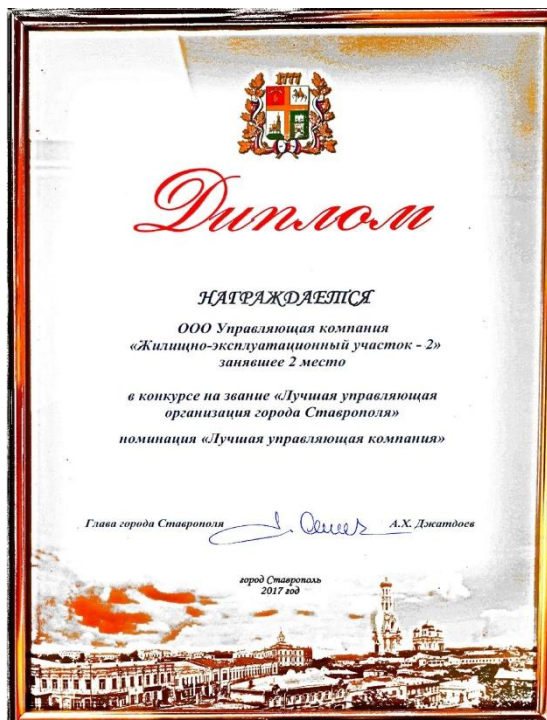 1777
Диплом
НАГРАЖДАЕТСЯ
ООО Управляющая компания
«Жилищно-эксплуатационный участок - 2»
занявшее 2 место
в конкурсе на звание «Лучшая управляющая
организация города Ставрополя»
номинация «Лучшая управляющая компания»
Глава города Ставрополя А.Х. Джатдоев
город Ставрополь
2017 год